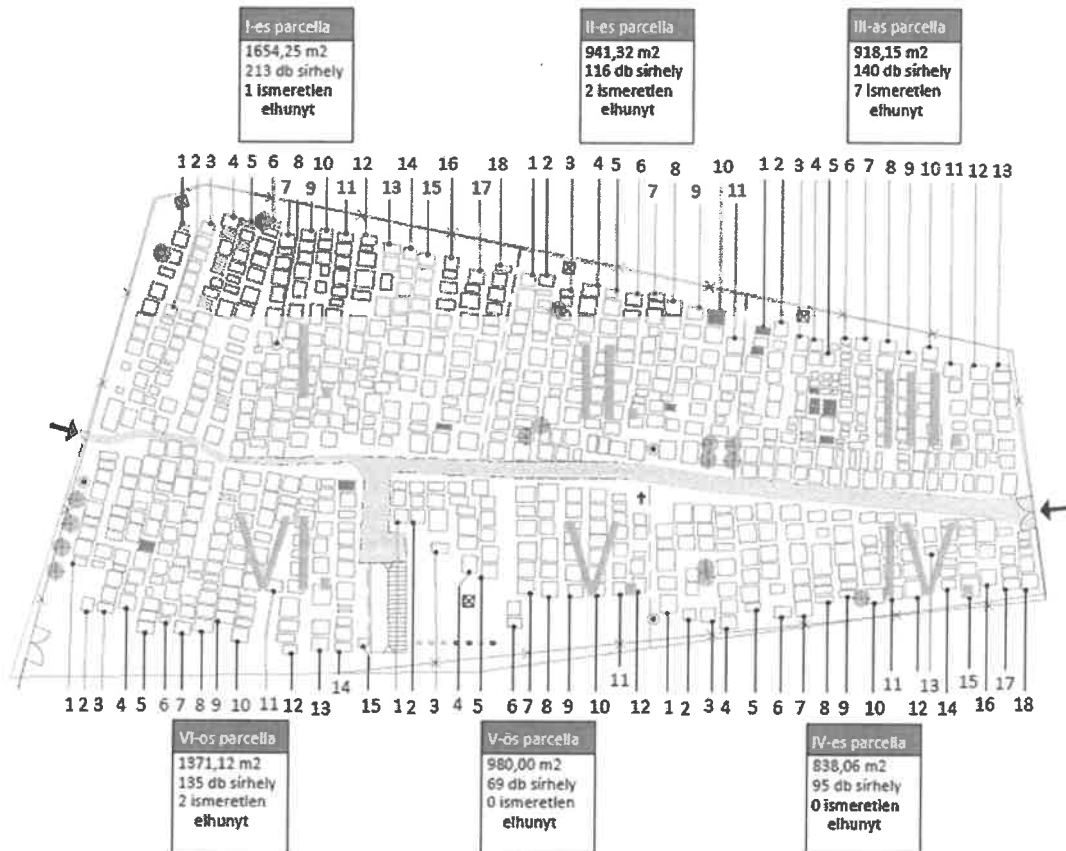 I-es parcella
1654,25 m2
213 db sírhely
1 ismeretlen
elhunyt
II-es parcella
941,32 m2
116 db sírhely
2 ismeretlen
elhunyt
III-as parcella
918,15 m2
140 db sírhely
7 ismeretlen
elhunyt
1 2 3 4 5 6 8 10 12 14 16 18 1 2 3 4 5 6 8 10 1 2 3 4 5 6 7 8 9 10 11 12 13
7 9 11 13 15 17 7 9 11
I II III
VI V IV
1 2 3 4 5 6 7 8 9 10 11 12 13 14 15 1 2 3 4 5 6 7 8 9 10 11 12 1 2 3 4 5 6 7 8 9 10 11 12 13 14 15 16 17 18
VI-os parcella
1371,12 m2
135 db sírhely
2 ismeretlen
elhunyt
V-ös parcella
980,00 m2
69 db sírhely
0 ismeretlen
elhunyt
IV-es parcella
838,06 m2
95 db sírhely
0 ismeretlen
elhunyt